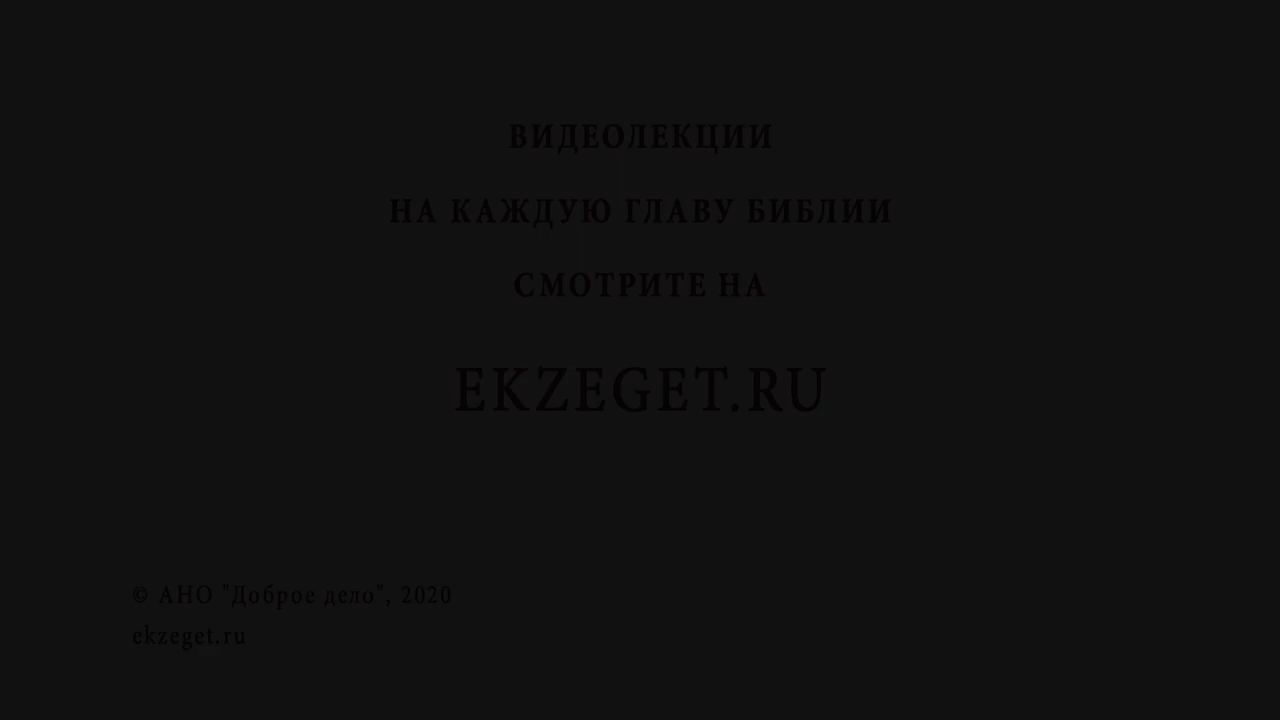 ВИДЕОЛЕКЦИИ
НА КАЖДУЮ ГЛАВУ БИБЛИИ
СМОТРИТЕ НА
EKZEGET.RU
© АНО "Доброе дело", 2020
ekzeget.ru